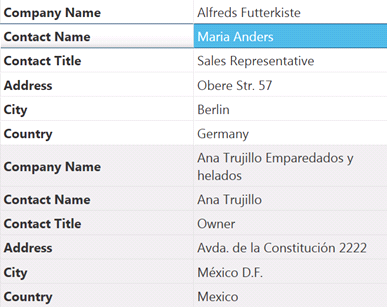 Company Name Alfreds Futterkiste
Contact Name Maria Anders
Contact Title Sales Representative
Address Obere Str. 57
City Berlin
Country Germany
Company Name Ana Trujillo Emparedados y
helados
Contact Name Ana Trujillo
Contact Title Owner
Address Avda. de la Constitución 2222
City México D.F.
Country Mexico